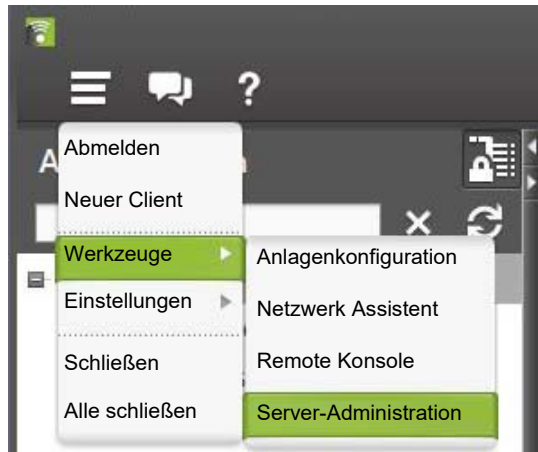 ?
A
Abmelden
Neuer Client
Werkzeuge
Einstellungen
Schließen
Alle schließen
Anlagenkonfiguration
Netzwerk Assistent
Remote Konsole
Server-Administration